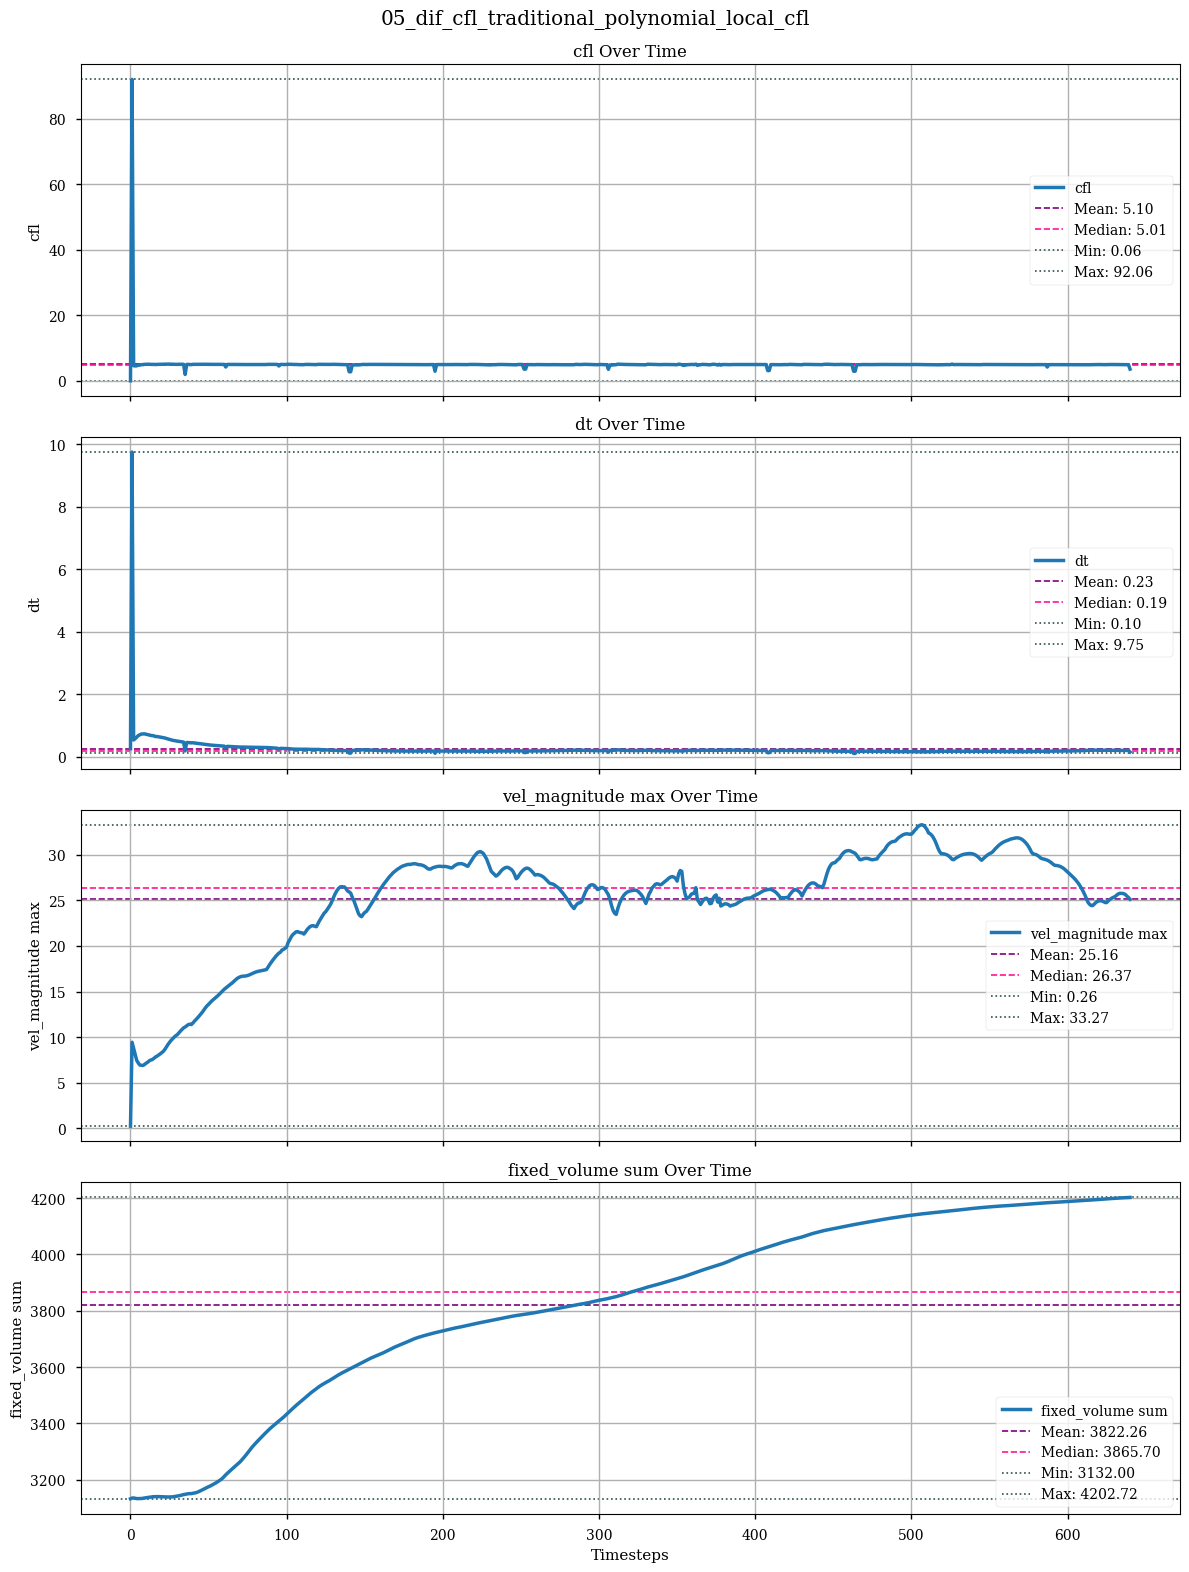 05_dif_cfl_traditional_polynomial_local_cfl
cfl Over Time
80
60
40
20
0
cfl
cfl
Mean: 5.10
Median: 5.01
Min: 0.06
Max: 92.06
dt Over Time
10
8
6
4
2
0
dt
dt
Mean: 0.23
Median: 0.19
Min: 0.10
Max: 9.75
vel_magnitude max Over Time
30
25
20
15
10
5
0
vel_magnitude max
vel_magnitude max
Mean: 25.16
Median: 26.37
Min: 0.26
Max: 33.27
fixed_volume sum Over Time
4200
4000
3800
3600
3400
3200
fixed_volume sum
fixed_volume sum
Mean: 3822.26
Median: 3865.70
Min: 3132.00
Max: 4202.72
0 100 200 300 400 500 600
Timesteps